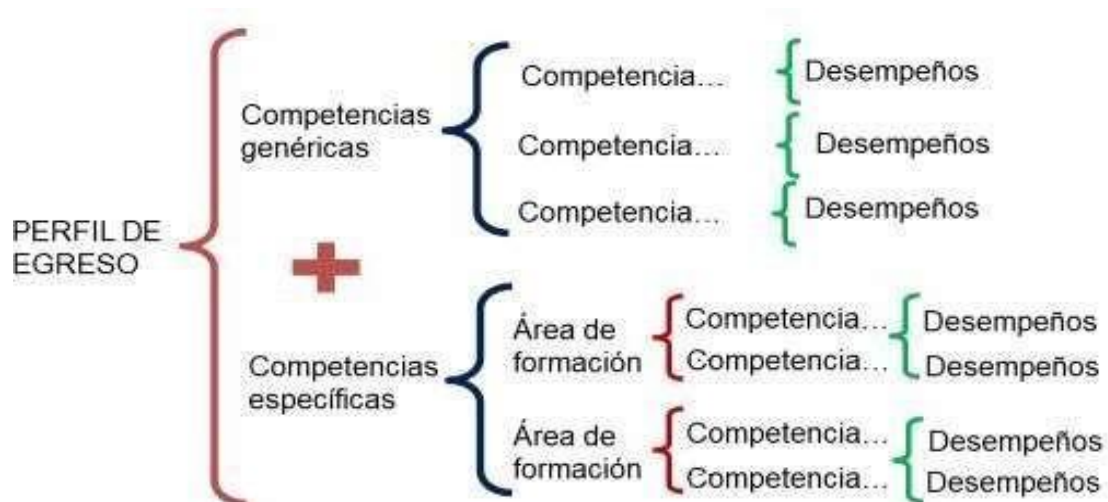 PERFIL DE
EGRESO
Competencias
genéricas
Competencia…
Desempeños
Competencia…
Desempeños
Competencia…
Desempeños
Competencias
específicas
Área de
formación
Competencia…
Competencia…
Desempeños
Desempeños
Área de
formación
Competencia…
Competencia…
Desempeños
Desempeños